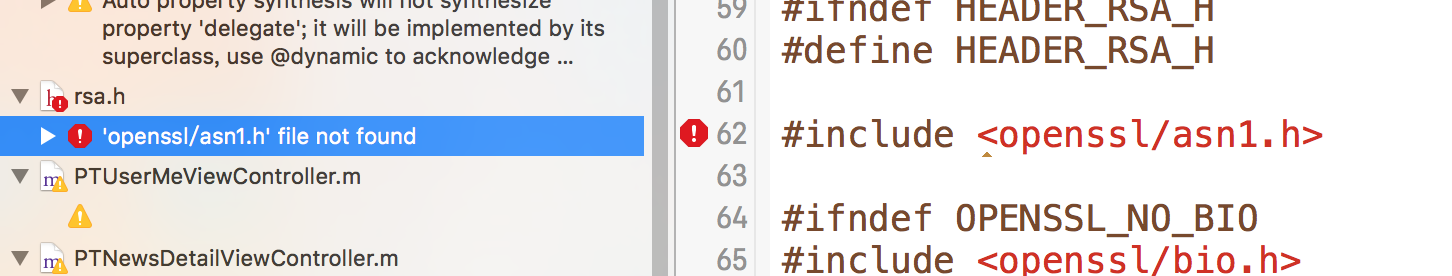 Auto property synthesis will not synthesize
property 'delegate'; it will be implemented by its
superclass, use @dynamic to acknowledge ...
rsa.h
'openssl/asn1.h' file not found
PTUserMeViewController.m
PTNewsDetailViewController.m
59 #ifndef HEADER_RSA_H
60 #define HEADER_RSA_H
61
62 #include <openssl/asn1.h>
63
64 #ifndef OPENSSL_NO_BIO
65 #include <openssl/bio.h>